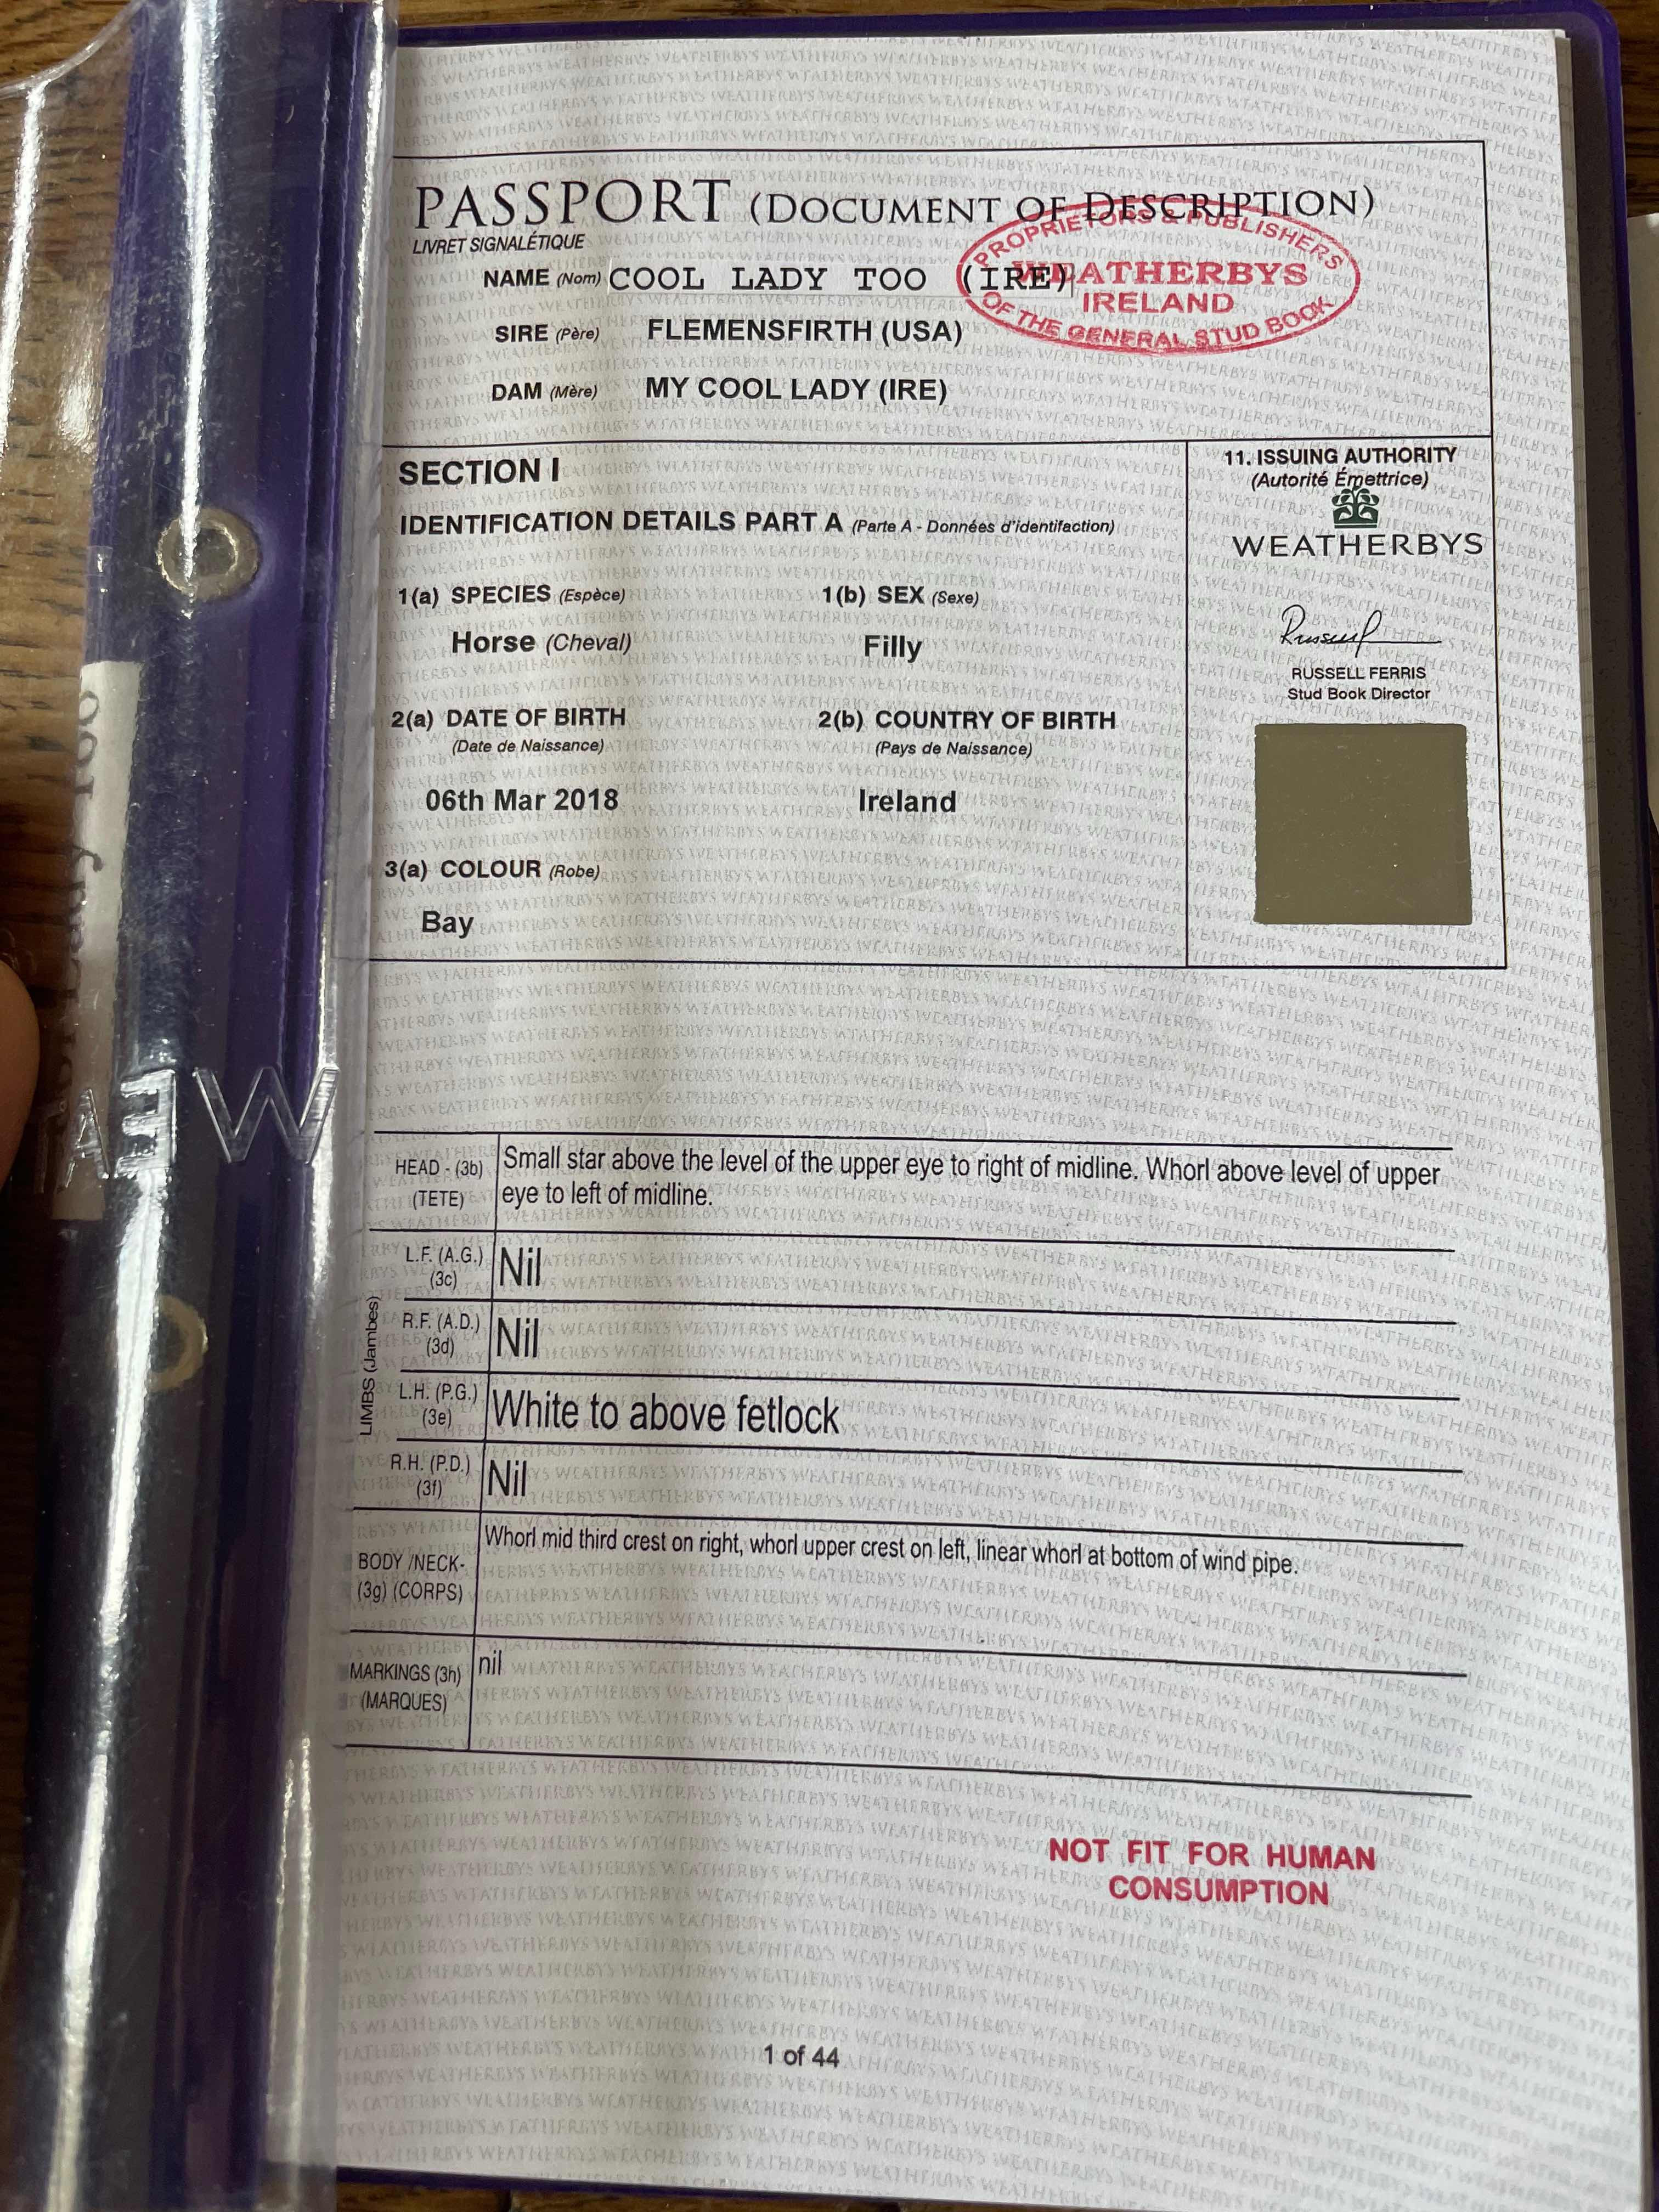 PASSPORT (DOCUMENT OF DESCRIPTION)
LIVRET SIGNALÉTIQUE
NAME (Nom) COOL LADY TOO (IRE)
PROPRIETORS & PUBLISHERS
WEATHERBYS
IRELAND
OF THE GENERAL STUD BOOK
SIRE (Père) FLEMENSFIRTH (USA)
DAM (Mère) MY COOL LADY (IRE)
SECTION I
IDENTIFICATION DETAILS PART A (Parte A - Données d'identifaction)
11. ISSUING AUTHORITY
(Autorité Émettrice)
WEATHERBYS
RUSSELL FERRIS
Stud Book Director
1(a) SPECIES (Espèce) 1(b) SEX (Sexe)
Horse (Cheval) Filly
2(a) DATE OF BIRTH 2(b) COUNTRY OF BIRTH
(Date de Naissance) (Pays de Naissance)
06th Mar 2018 Ireland
3(a) COLOUR (Robe)
Bay
HEAD - (3b) Small star above the level of the upper eye to right of midline. Whorl above level of upper
(TETE) eye to left of midline.
LIMBS (Jambes)
L.F. (A.G.) Nil
(3c)
R.F. (A.D.) Nil
(3d)
L.H. (P.G.) White to above fetlock
(3e)
R.H. (P.D.) Nil
(3f)
Whorl mid third crest on right, whorl upper crest on left, linear whorl at bottom of wind pipe.
BODY /NECK-
(3g) (CORPS)
MARKINGS (3h) nil
(MARQUES)
NOT FIT FOR HUMAN
CONSUMPTION
1 of 44